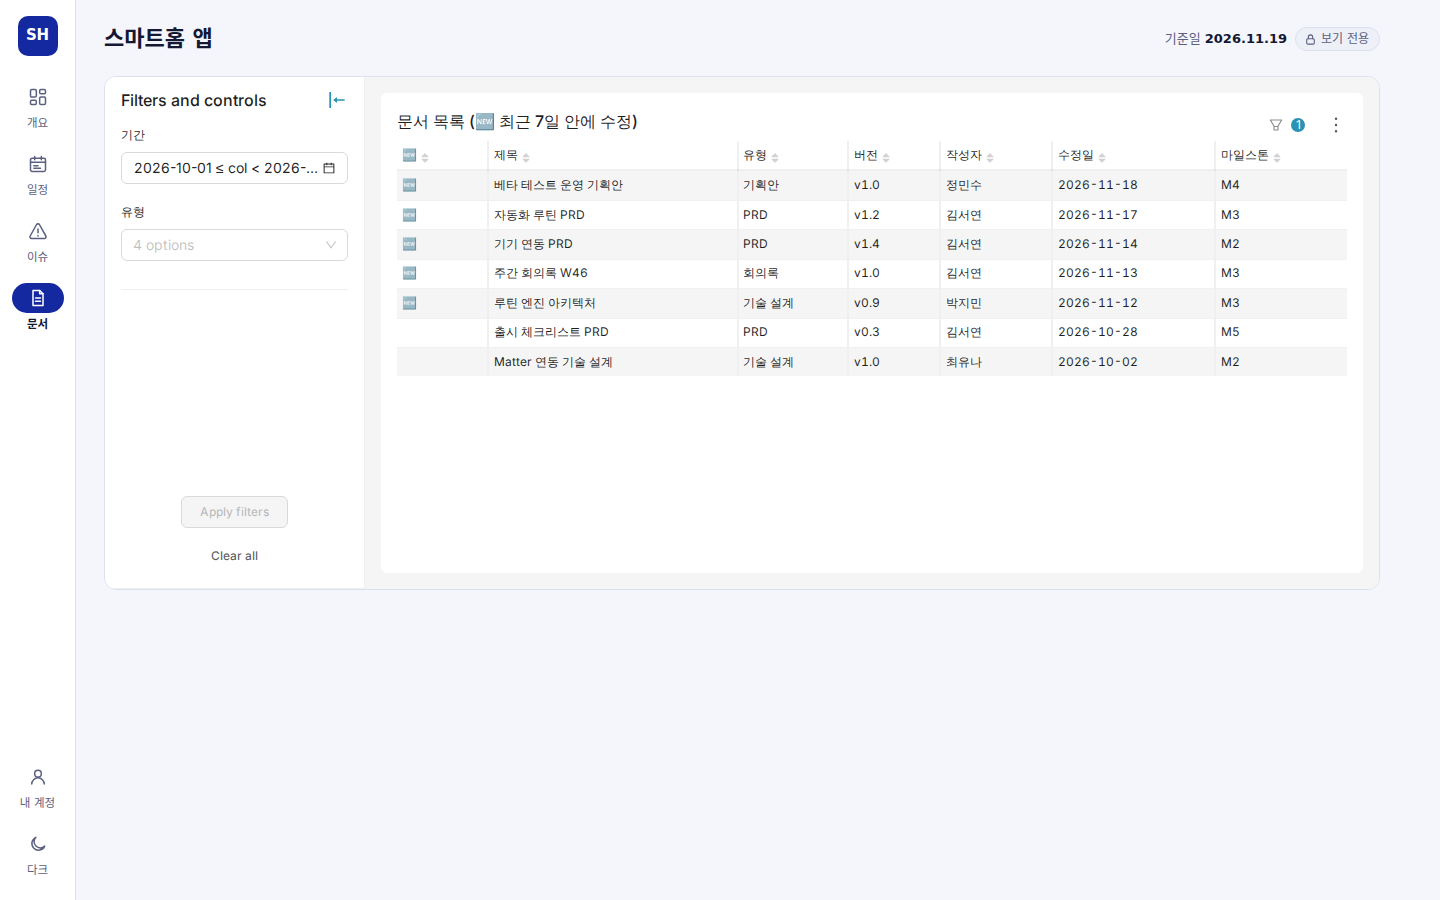 SH
개요
일정
이슈
문서
내 계정
다크
스마트홈 앱
기준일 2026.11.19
보기 전용
Filters and controls
기간
2026-10-01 ≤ col < 2026-...
유형
4 options
Apply filters
Clear all
문서 목록 (🆕 최근 7일 안에 수정)
1
🆕 제목 유형 버전 작성자 수정일 마일스톤
🆕 베타 테스트 운영 기획안 기획안 v1.0 정민수 2026-11-18 M4
🆕 자동화 루틴 PRD PRD v1.2 김서연 2026-11-17 M3
🆕 기기 연동 PRD PRD v1.4 김서연 2026-11-14 M2
🆕 주간 회의록 W46 회의록 v1.0 김서연 2026-11-13 M3
🆕 루틴 엔진 아키텍처 기술 설계 v0.9 박지민 2026-11-12 M3
출시 체크리스트 PRD PRD v0.3 김서연 2026-10-28 M5
Matter 연동 기술 설계 기술 설계 v1.0 최유나 2026-10-02 M2